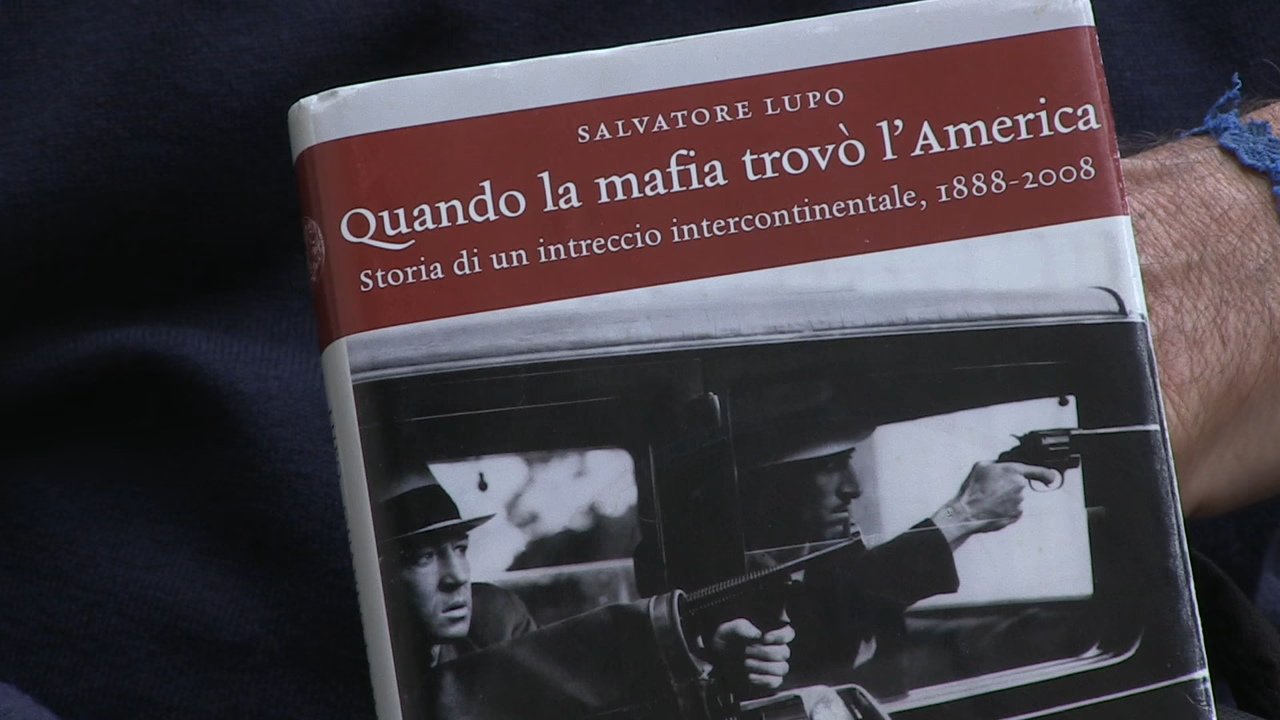 SALVATORE LUPO
Quando la mafia trovò l'America
Storia di un intreccio intercontinentale, 1888-2008